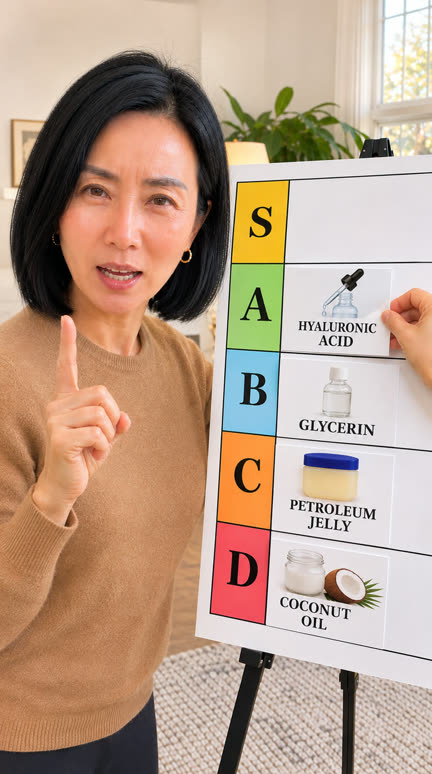 S
A
HYALURONIC
ACID
B
GLYCERIN
C
PETROLEUM
JELLY
D
COCONUT
OIL